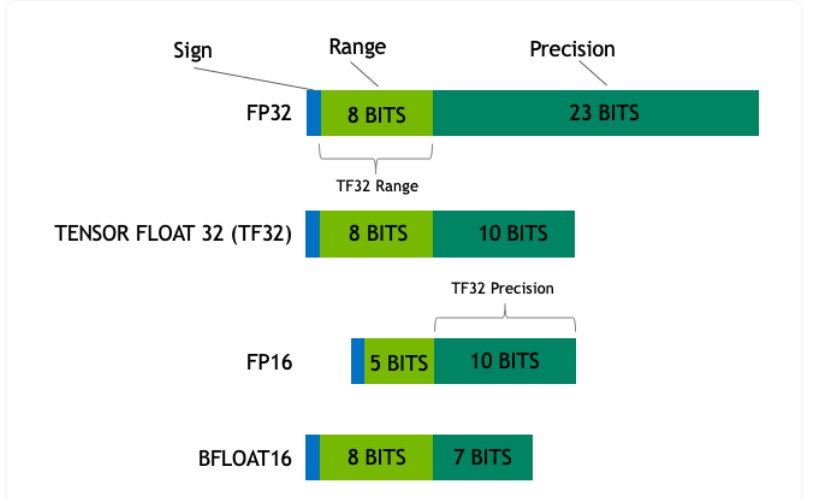 Sign
Range
Precision
FP32
8 BITS
23 BITS
TF32 Range
TENSOR FLOAT 32 (TF32)
8 BITS
10 BITS
TF32 Precision
FP16
5 BITS
10 BITS
BFLOAT16
8 BITS
7 BITS